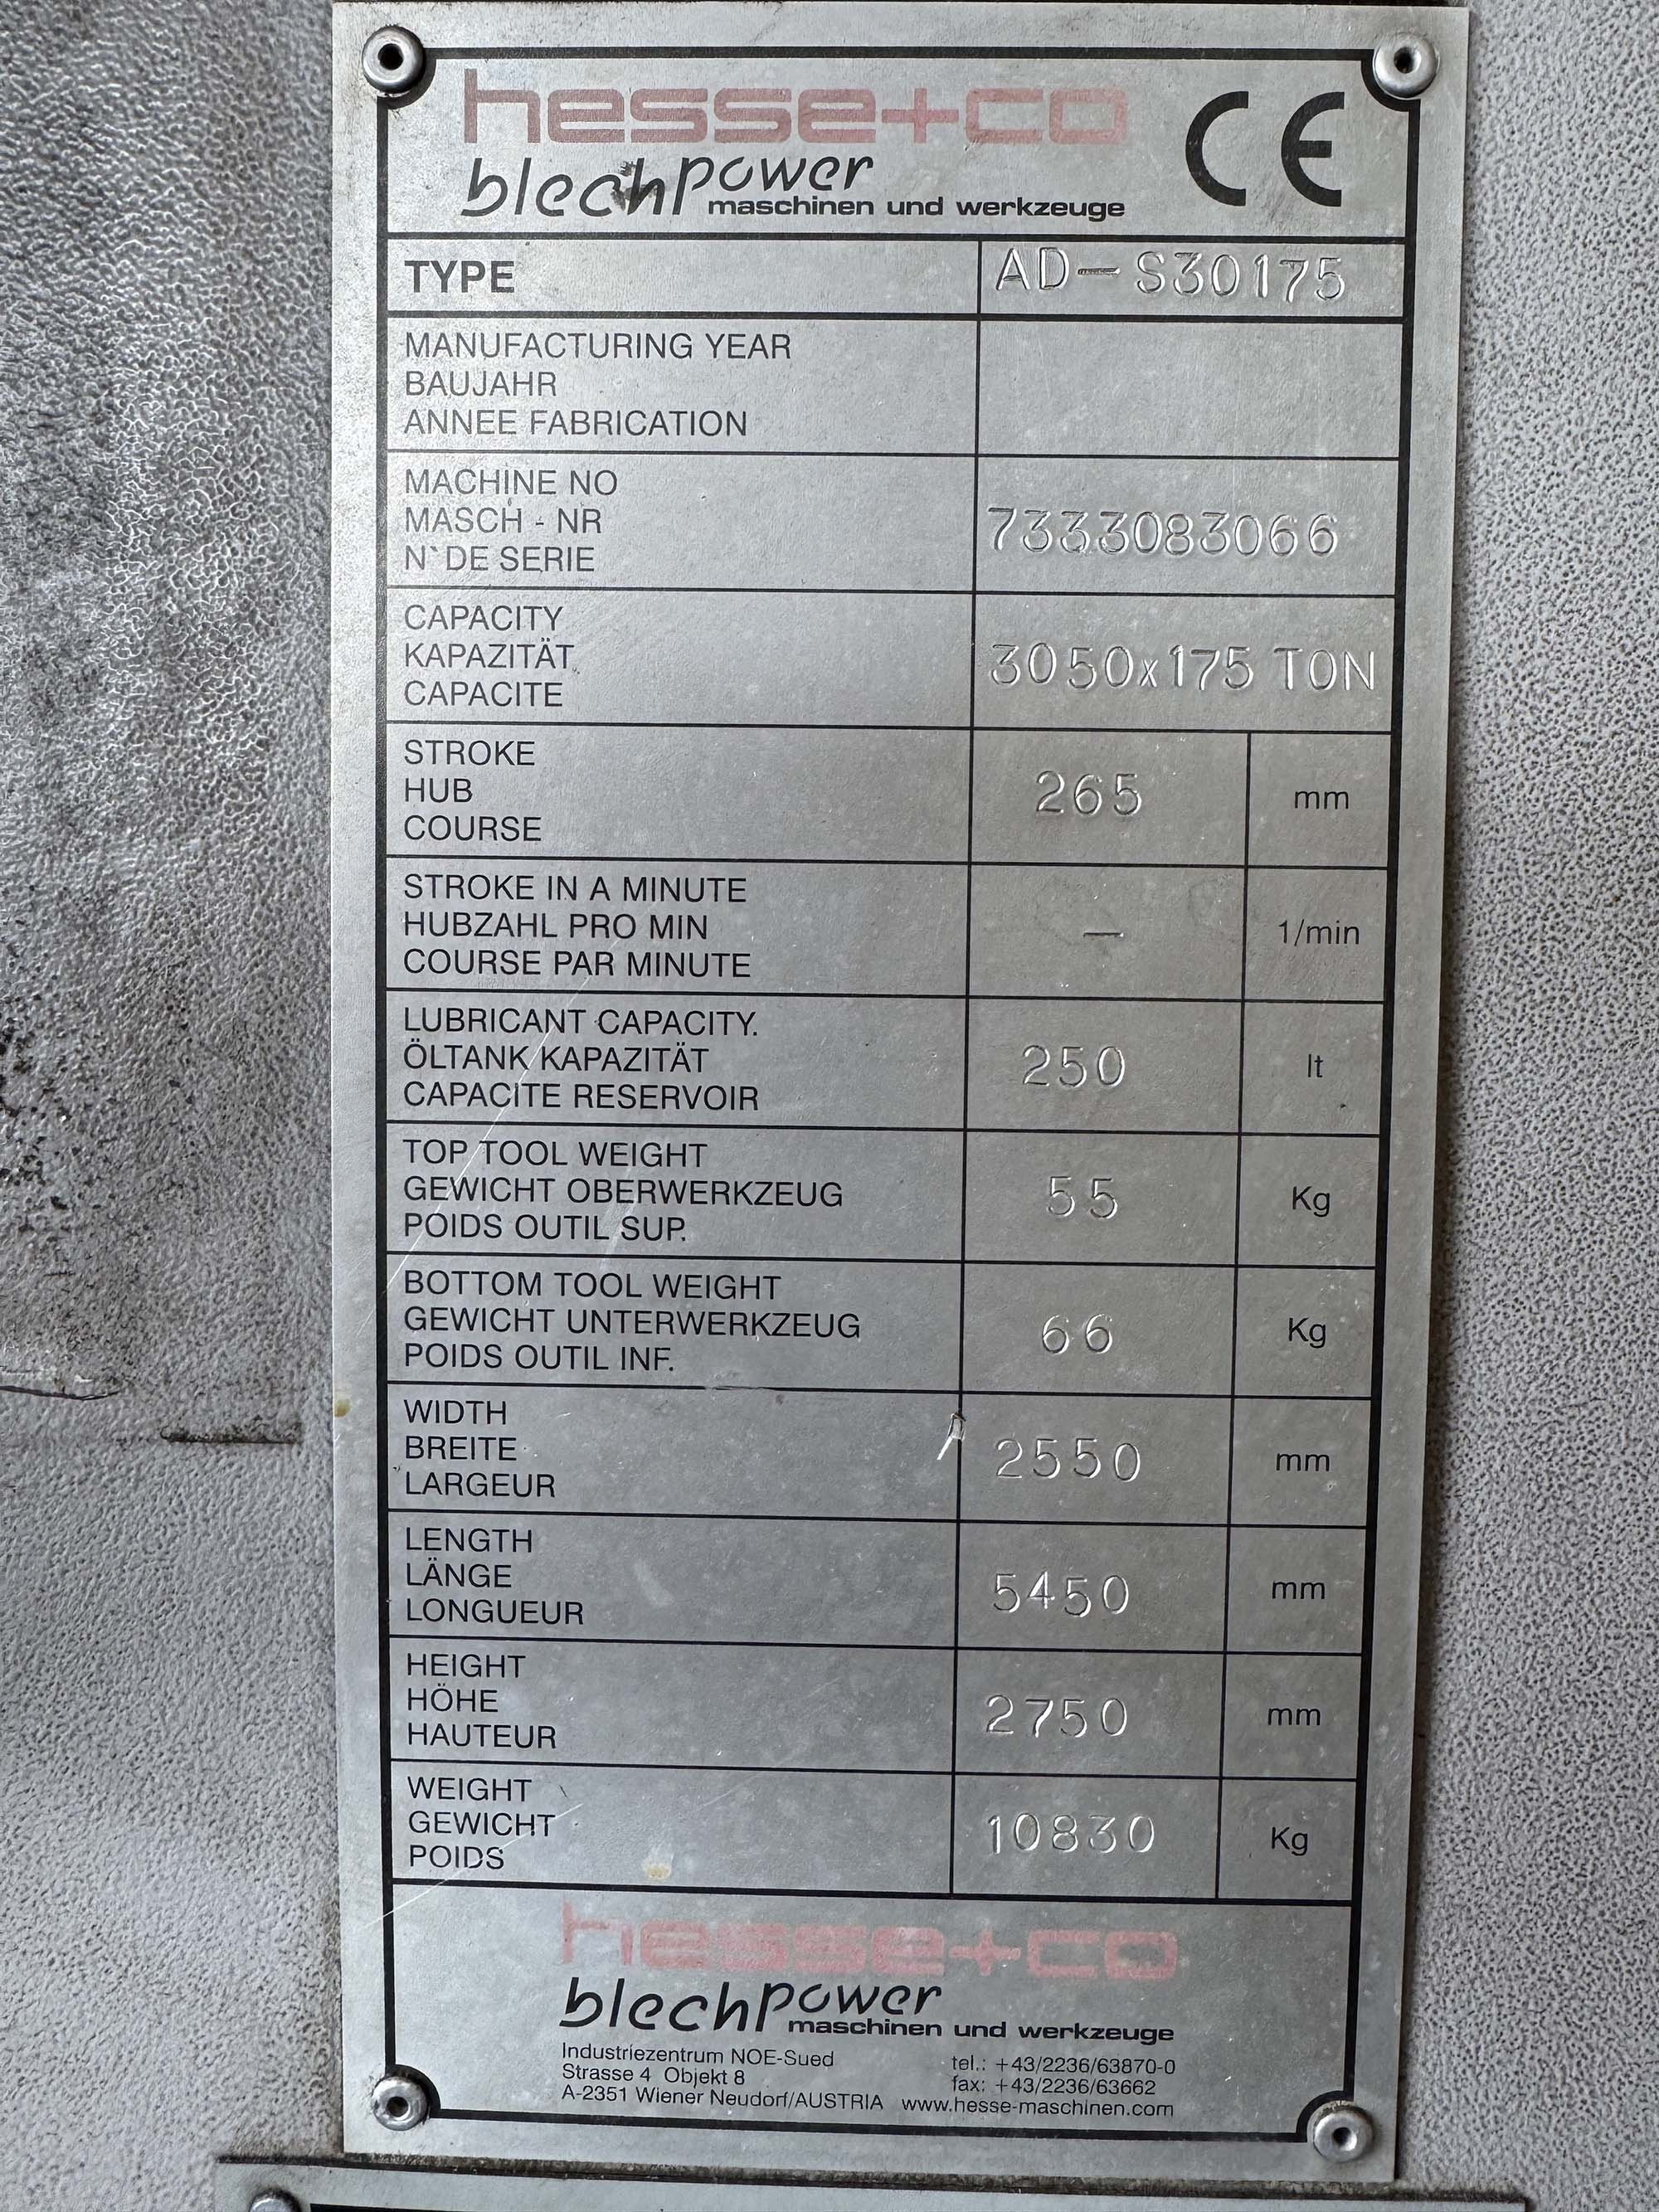 hesse+co
blechpower
maschinen und werkzeuge
CE
TYPE AD-S30175
MANUFACTURING YEAR
BAUJAHR
ANNEE FABRICATION
MACHINE NO
MASCH - NR
N`DE SERIE
7333083066
CAPACITY
KAPAZITÄT
CAPACITE
3050x175 TON
STROKE
HUB
COURSE
265 mm
STROKE IN A MINUTE
HUBZAHL PRO MIN
COURSE PAR MINUTE
— 1/min
LUBRICANT CAPACITY.
ÖLTANK KAPAZITÄT
CAPACITE RESERVOIR
250 lt
TOP TOOL WEIGHT
GEWICHT OBERWERKZEUG
POIDS OUTIL SUP.
55 Kg
BOTTOM TOOL WEIGHT
GEWICHT UNTERWERKZEUG
POIDS OUTIL INF.
66 Kg
WIDTH
BREITE
LARGEUR
2550 mm
LENGTH
LÄNGE
LONGUEUR
5450 mm
HEIGHT
HÖHE
HAUTEUR
2750 mm
WEIGHT
GEWICHT
POIDS
10830 Kg
hesse+co
blechpower
maschinen und werkzeuge
Industriezentrum NOE-Sued
Strasse 4 Objekt 8
A-2351 Wiener Neudorf/AUSTRIA
tel.: +43/2236/63870-0
fax: +43/2236/63662
www.hesse-maschinen.com